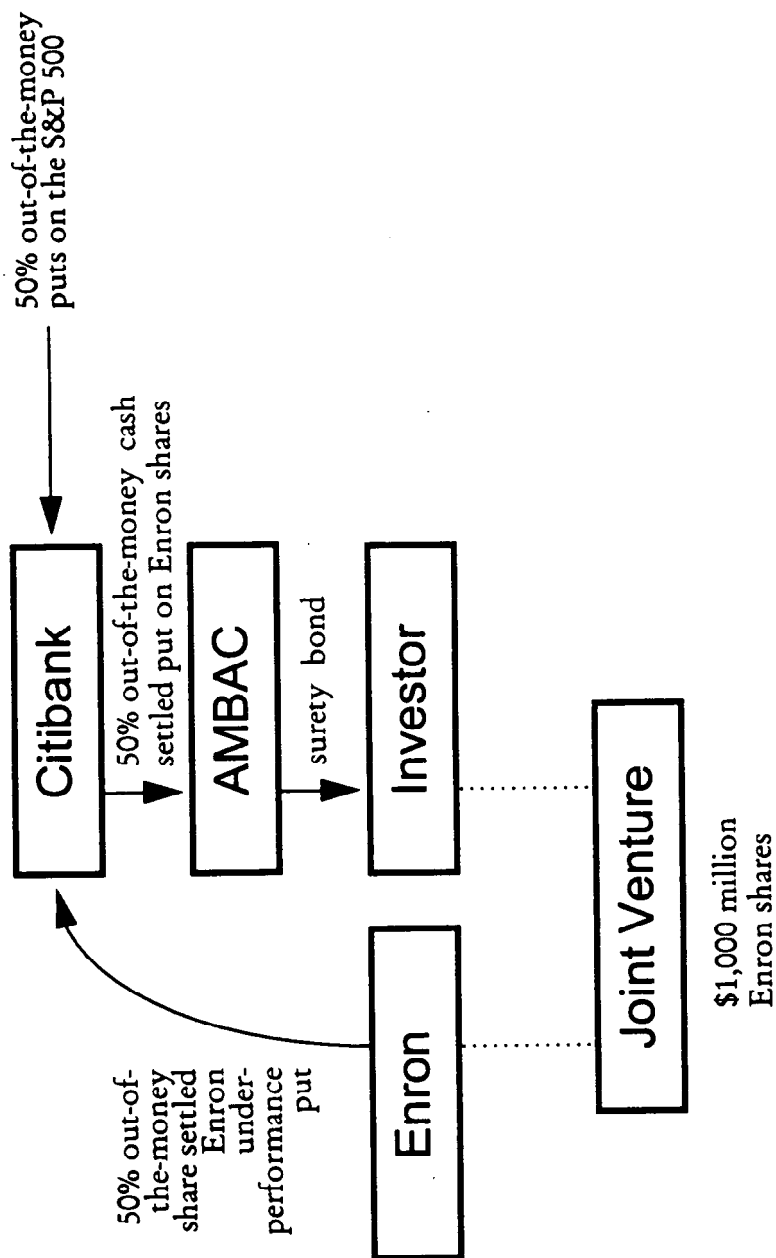 50% out-of-the-money
puts on the S&P 500
Citibank
50% out-of-the-money cash
settled put on Enron shares
AMBAC
surety bond
Investor
50% out-of-
the-money
share settled
Enron
under-
performance
put
Enron
Joint Venture
$1,000 million
Enron shares